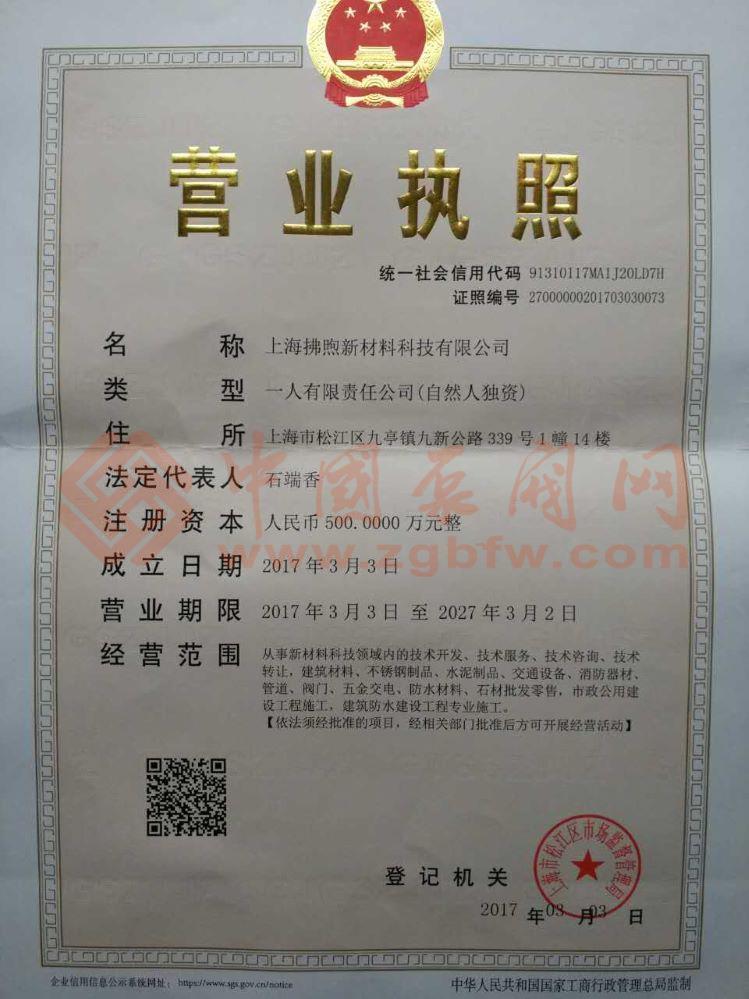 营业执照
统一社会信用代码 91310117MA1J20LD7H
证照编号 27000000201703030073
名称 上海拂煦新材料科技有限公司
类型 一人有限责任公司(自然人独资)
住所 上海市松江区九亭镇九新公路339号1幢14楼
法定代表人 石端香
注册资本 人民币500.0000万元整
成立日期 2017年3月3日
营业期限 2017年3月3日 至 2027年3月2日
经营范围 从事新材料科技领域内的技术开发、技术服务、技术咨询、技术
转让，建筑材料、不锈钢制品、水泥制品、交通设备、消防器材、
管道、阀门、五金交电、防水材料、石材批发零售，市政公用建
设工程施工，建筑防水建设工程专业施工。
【依法须经批准的项目，经相关部门批准后方可开展经营活动】
中国泵阀网
www.zgbfw.com
上海市松江区市场监督管理局
登记机关
2017年03月03日
企业信用信息公示系统网址： https://www.sgs.gov.cn/notice
中华人民共和国国家工商行政管理总局监制